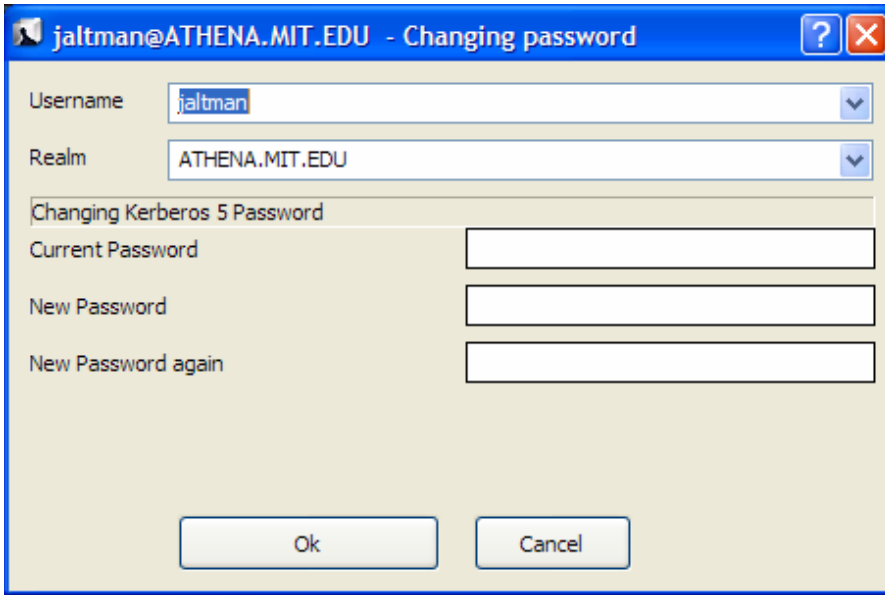 jaltman@ATHENA.MIT.EDU - Changing password
Username jaltman
Realm ATHENA.MIT.EDU
Changing Kerberos 5 Password
Current Password
New Password
New Password again
Ok Cancel